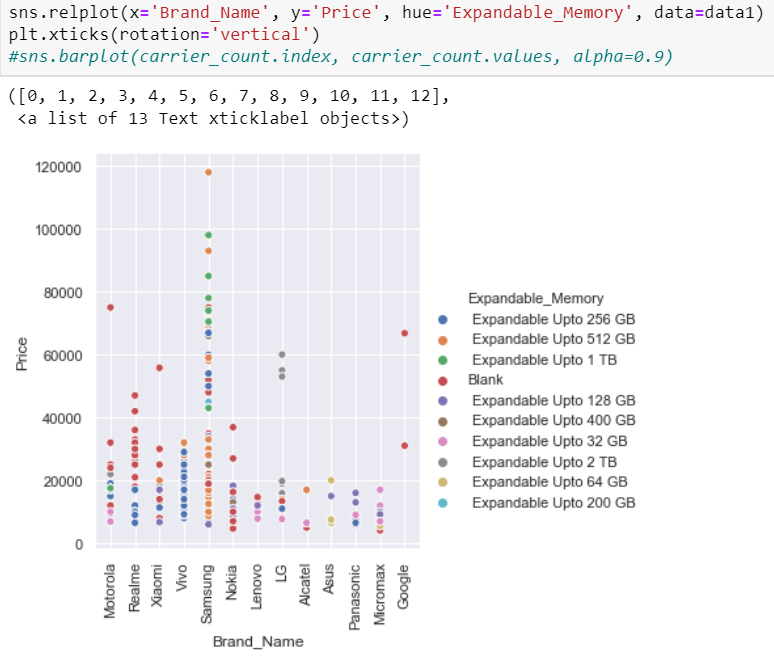 sns.relplot(x='Brand_Name', y='Price', hue='Expandable_Memory', data=data1)
plt.xticks(rotation='vertical')
#sns.barplot(carrier_count.index, carrier_count.values, alpha=0.9)
([0, 1, 2, 3, 4, 5, 6, 7, 8, 9, 10, 11, 12],
<a list of 13 Text xticklabel objects>)
120000
100000
80000
60000
40000
20000
0
Price
Motorola
Realme
Xiaomi
Vivo
Samsung
Nokia
Lenovo
LG
Alcatel
Asus
Panasonic
Micromax
Google
Brand_Name
Expandable_Memory
Expandable Upto 256 GB
Expandable Upto 512 GB
Expandable Upto 1 TB
Blank
Expandable Upto 128 GB
Expandable Upto 400 GB
Expandable Upto 32 GB
Expandable Upto 2 TB
Expandable Upto 64 GB
Expandable Upto 200 GB